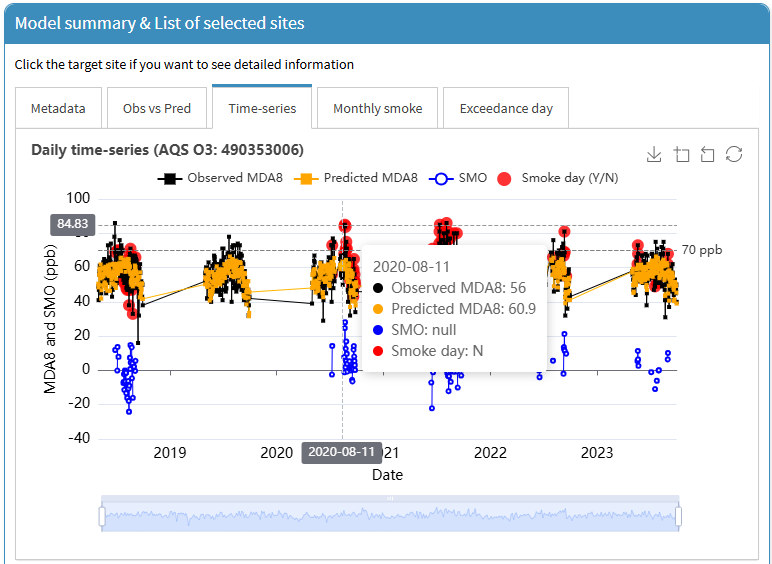 Model summary & List of selected sites
Click the target site if you want to see detailed information
Metadata
Obs vs Pred
Time-series
Monthly smoke
Exceedance day
Daily time-series (AQS O3: 490353006)
Observed MDA8
Predicted MDA8
SMO
Smoke day (Y/N)
MDA8 and SMO (ppb)
100
84.83
70 ppb
60
40
20
0
-20
-40
2020-08-11
Observed MDA8: 56
Predicted MDA8: 60.9
SMO: null
Smoke day: N
2019
2020
2020-08-11
021
2022
2023
Date